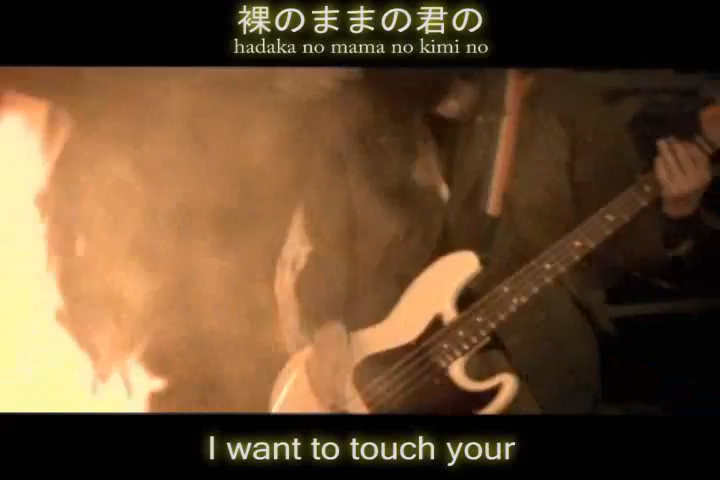 裸のままの君の
hadaka no mama no kimi no
I want to touch your